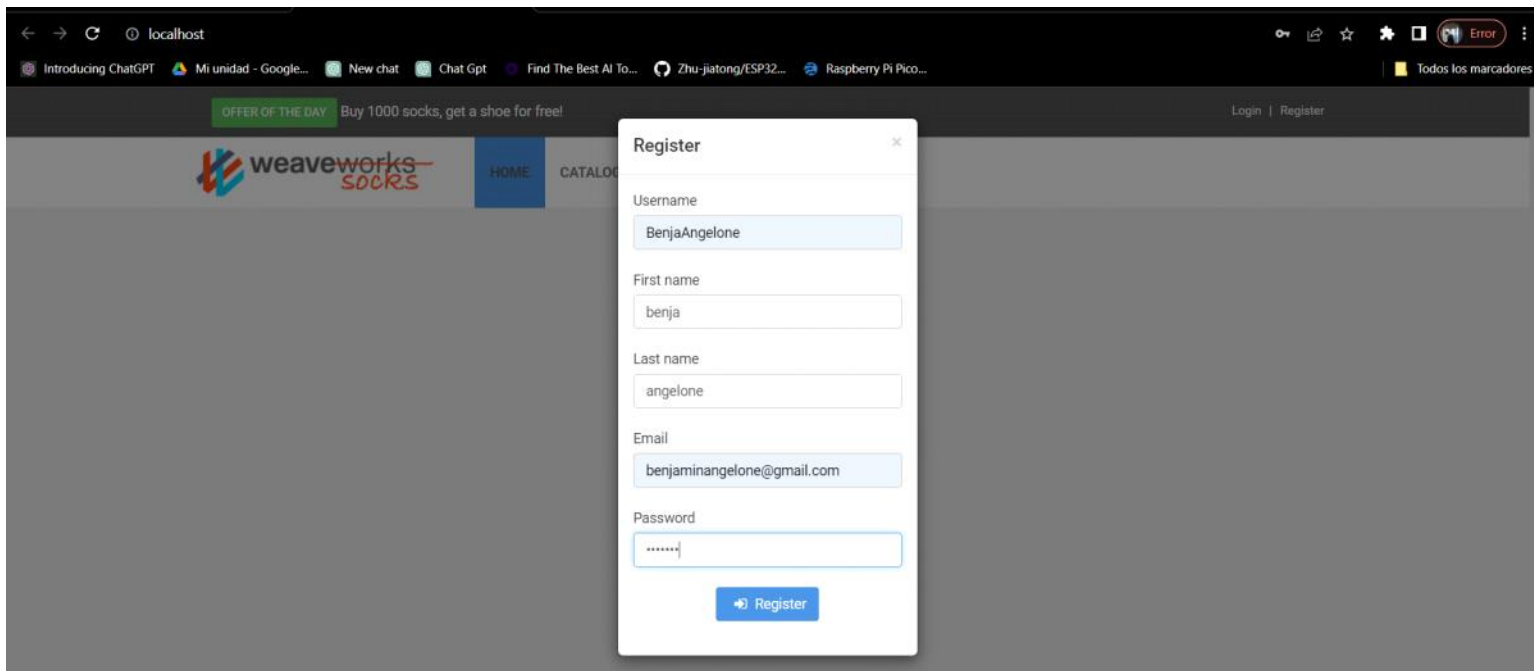 localhost
Error
Introducing ChatGPT Mi unidad - Google... New chat Chat Gpt Find The Best AI To... Zhu-jiatong/ESP32... Raspberry Pi Pico... Todos los marcadores
OFFER OF THE DAY Buy 1000 socks, get a shoe for free! Login | Register
weaveworks
socks
HOME CATALOG
Register ×
Username
BenjaAngelone
First name
benja
Last name
angelone
Email
benjaminangelone@gmail.com
Password
•••••••
Register